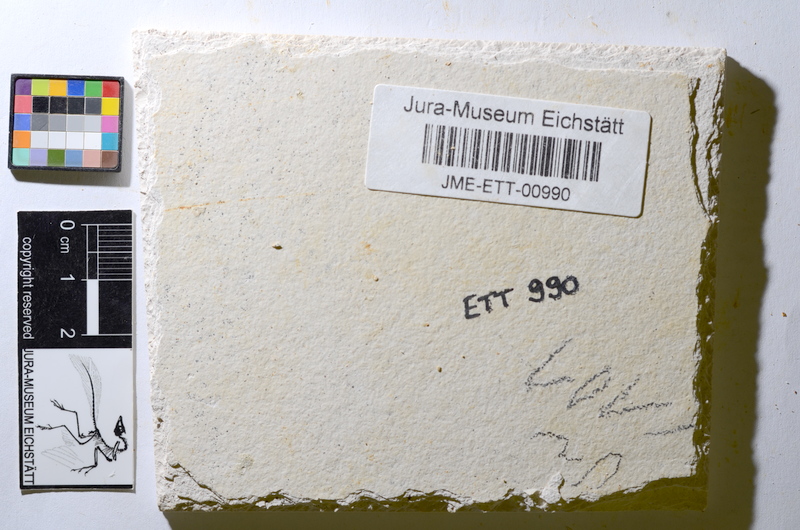 Jura-Museum Eichstätt
JME-ETT-00990
ETT 990
0 cm 1 2
copyright reserved
JURA-MUSEUM EICHSTÄTT